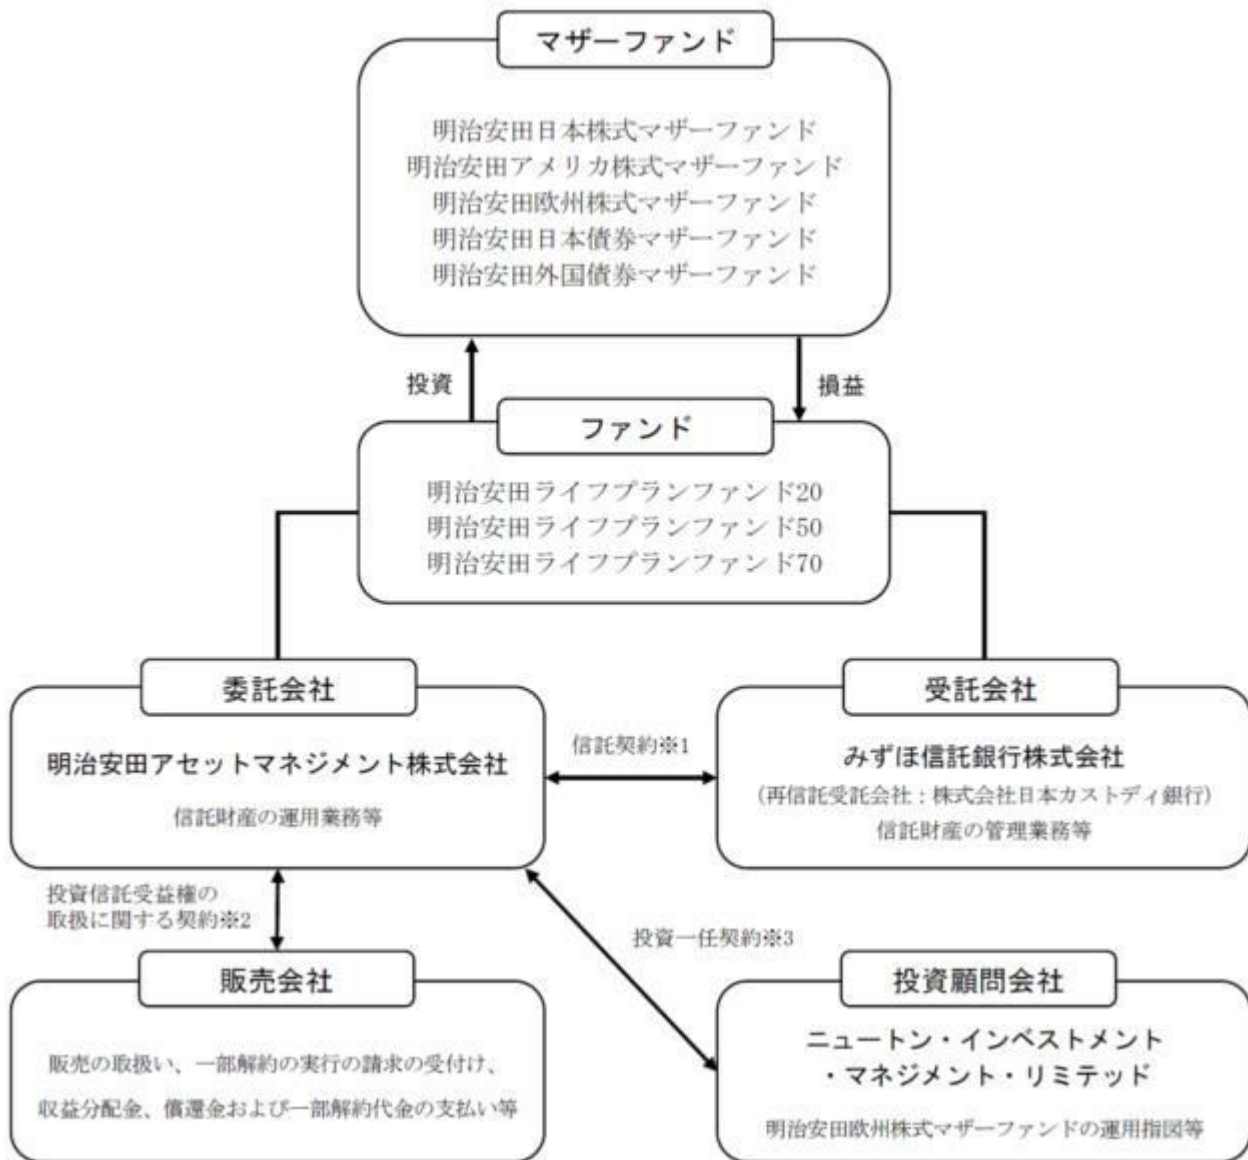 マザーファンド
明治安田日本株式マザーファンド
明治安田アメリカ株式マザーファンド
明治安田欧州株式マザーファンド
明治安田日本債券マザーファンド
明治安田外国債券マザーファンド
投資
損益
ファンド
明治安田ライフプランファンド20
明治安田ライフプランファンド50
明治安田ライフプランファンド70
委託会社
明治安田アセットマネジメント株式会社
信託財産の運用業務等
信託契約※1
受託会社
みずほ信託銀行株式会社
(再信託受託会社：株式会社日本カストディ銀行)
信託財産の管理業務等
投資信託受益権の
取扱に関する契約※2
投資一任契約※3
販売会社
販売の取扱い、一部解約の実行の請求の受付け、
収益分配金、償還金および一部解約代金の支払い等
投資顧問会社
ニュートン・インベストメント
・マネジメント・リミテッド
明治安田欧州株式マザーファンドの運用指図等